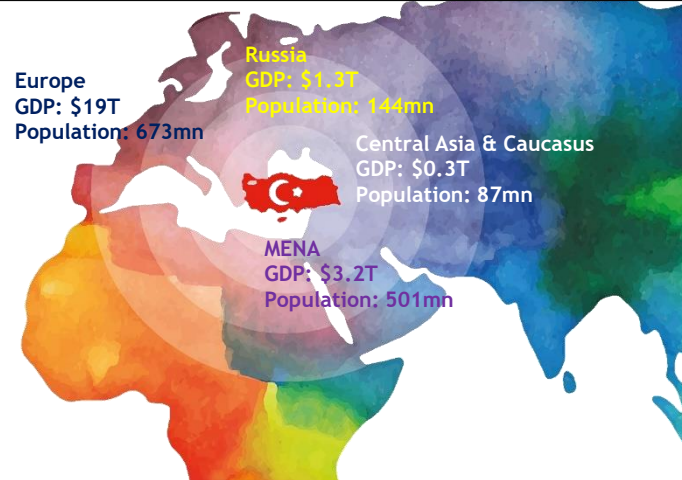 Europe
GDP: $19T
Population: 673mn
Russia
GDP: $1.3T
Population: 144mn
Central Asia & Caucasus
GDP: $0.3T
Population: 87mn
MENA
GDP: $3.2T
Population: 501mn